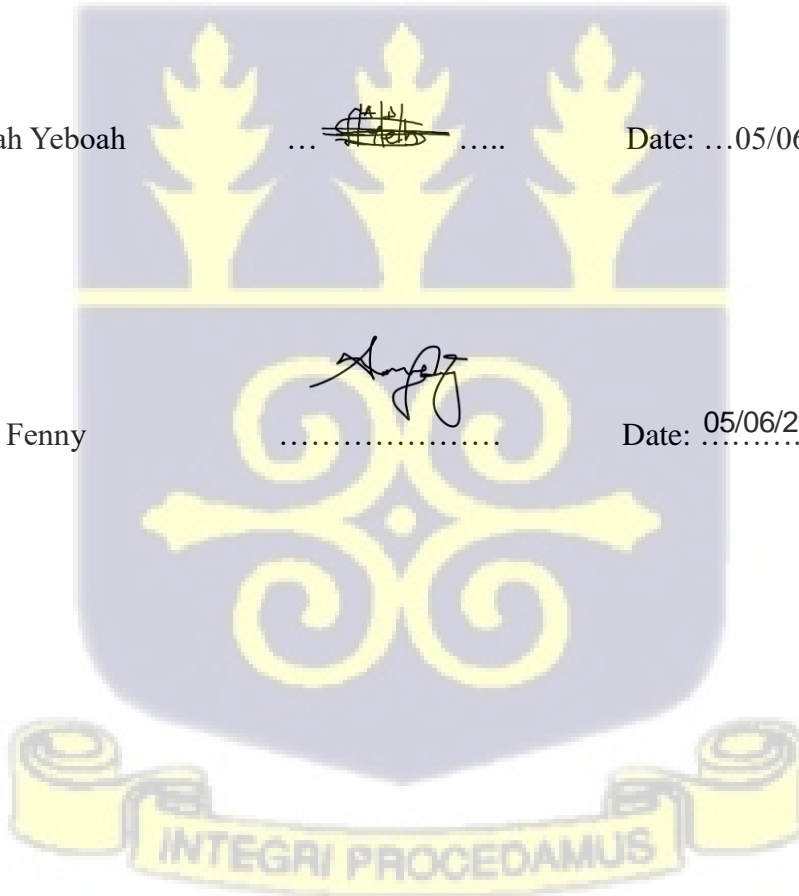 ah Yeboah … ….. Date: …05/06
Fenny ………………… Date: 05/06/2………
INTEGRI PROCEDAMUS